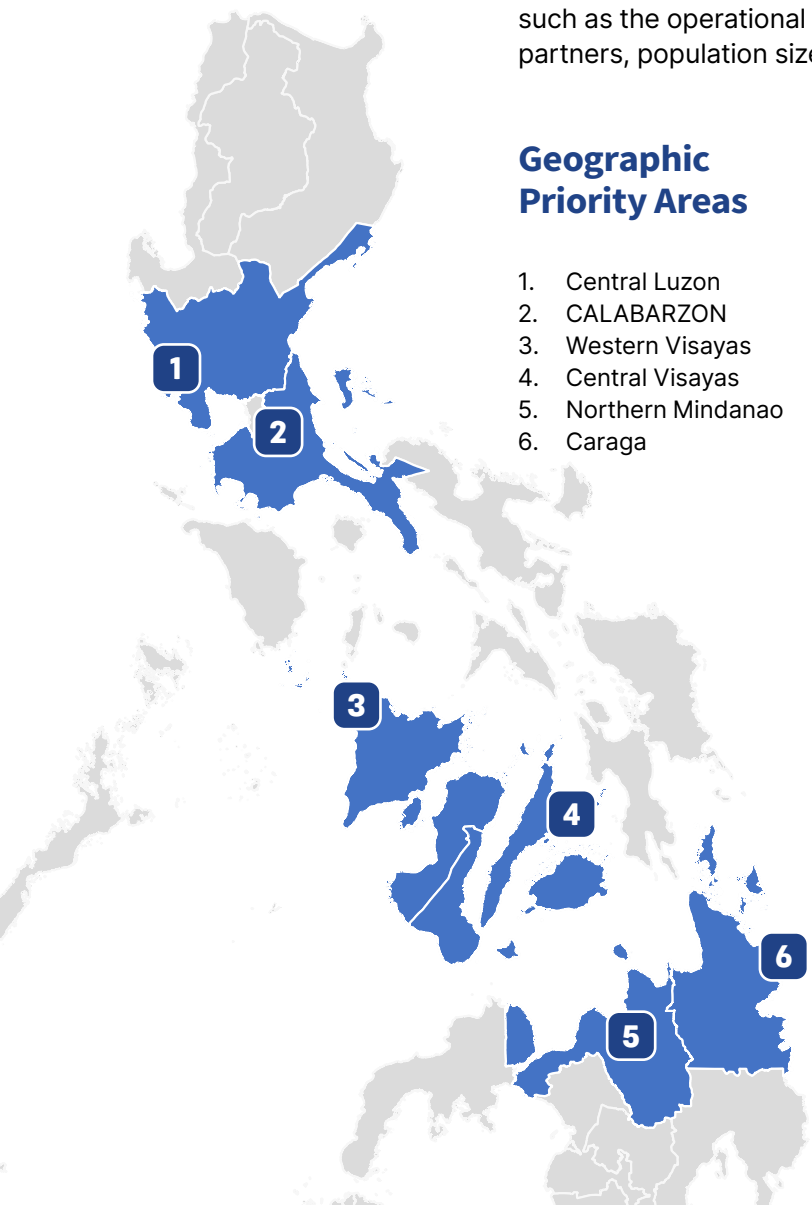 such as the operational
partners, population size
Geographic
Priority Areas
1. Central Luzon
2. CALABARZON
3. Western Visayas
4. Central Visayas
5. Northern Mindanao
6. Caraga
1
2
3
4
5
6